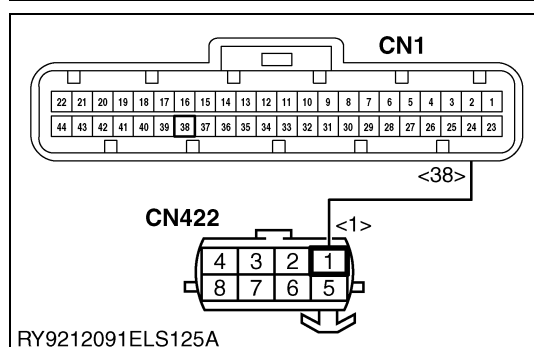 CN1
22 21 20 19 18 17 16 15 14 13 12 11 10 9 8 7 6 5 4 3 2 1
44 43 42 41 40 39 38 37 36 35 34 33 32 31 30 29 28 27 26 25 24 23
<38>
<1>
CN422
4 3 2 1
8 7 6 5
RY9212091ELS125A